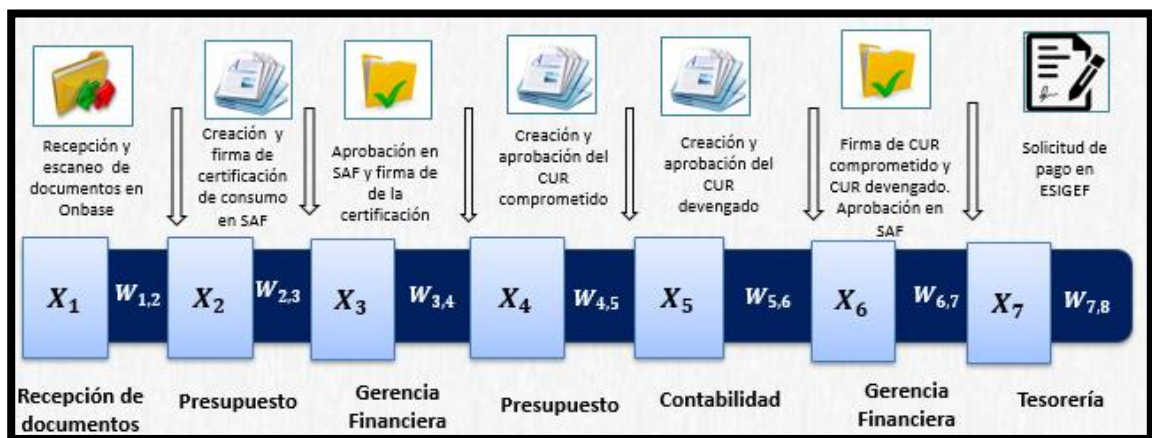 Recepción y
escaneo de
documentos en
Onbase
Creación y
firma de
certificación
de consumo
en SAF
Aprobación en
SAF y firma de
de la
certificación
Creación y
aprobación del
CUR
comprometido
Creación y
aprobación del
CUR
devengado
Firma de CUR
comprometido y
CUR devengado.
Aprobación en
SAF
Solicitud de
pago en
ESIGEF
X₁
W₁,₂
X₂
W₂,₃
X₃
W₃,₄
X₄
W₄,₅
X₅
W₅,₆
X₆
W₆,₇
X₇
W₇,₈
Recepción de
documentos
Presupuesto
Gerencia
Financiera
Presupuesto
Contabilidad
Gerencia
Financiera
Tesorería